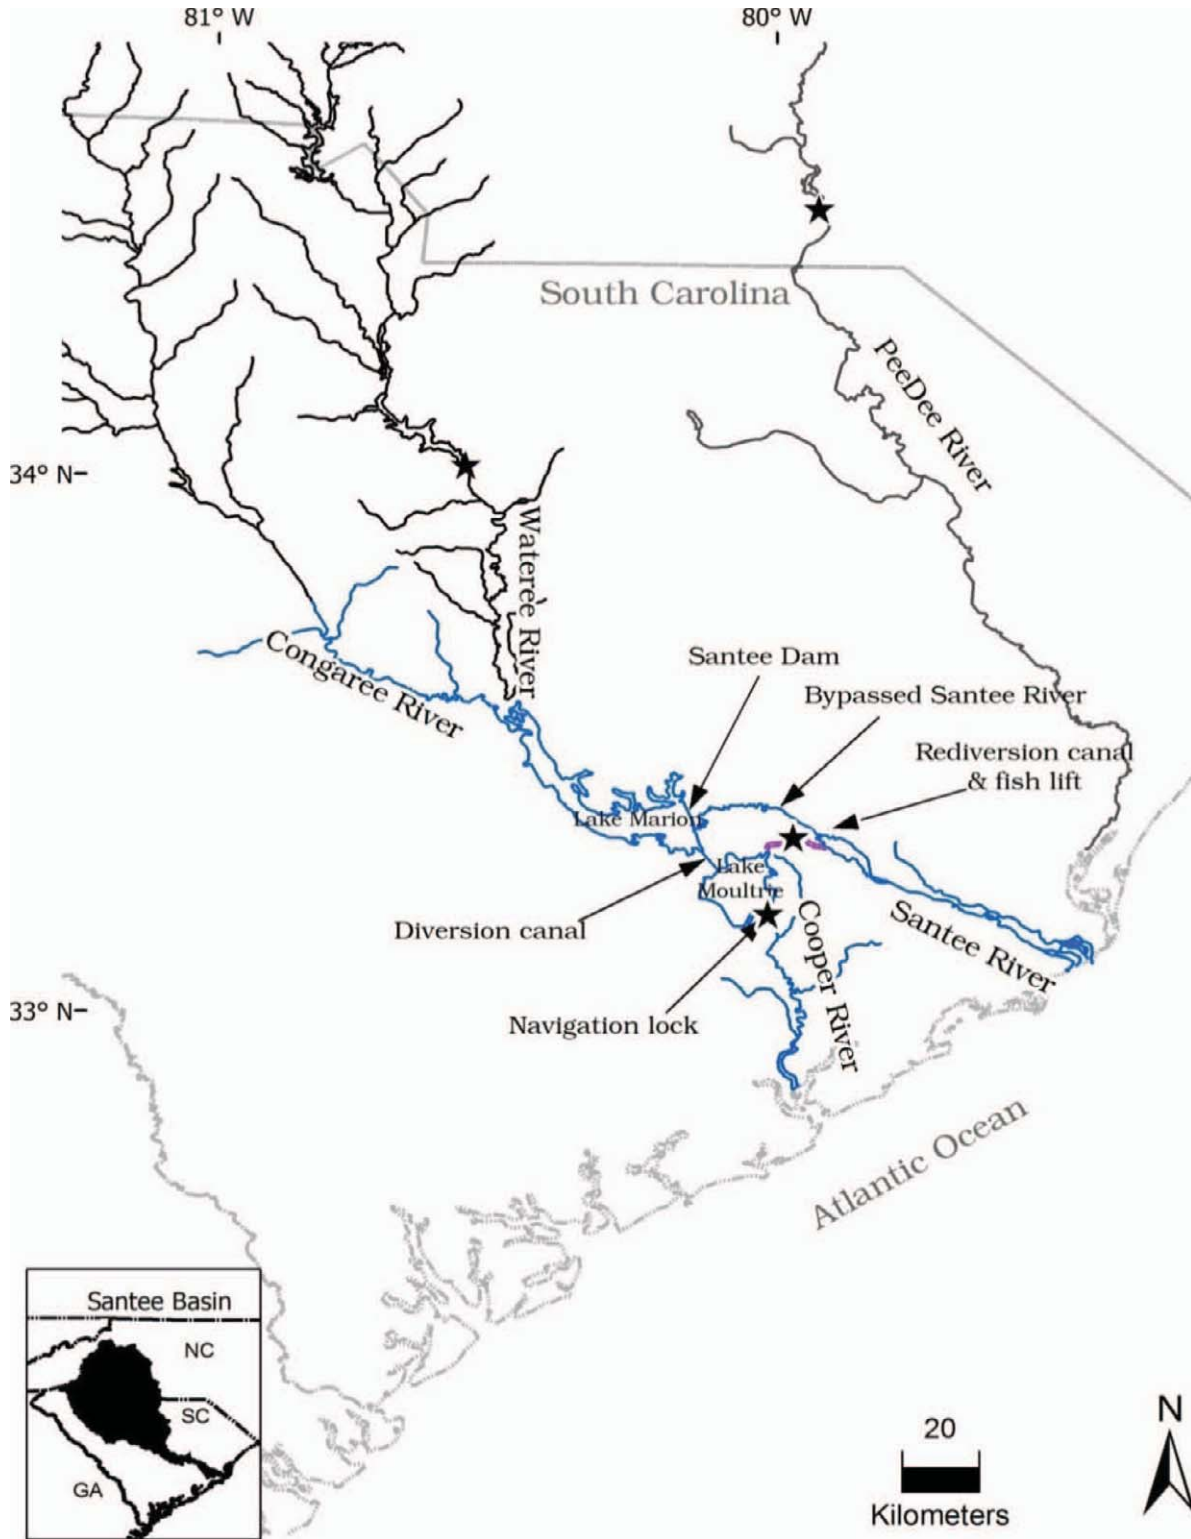 81° W
80° W
South Carolina
PeeDee River
34° N
Wateree River
Congaree River
Santee Dam
Bypassed Santee River
Rediversion canal
& fish lift
Lake Marion
Lake
Moultrie
Diversion canal
Cooper River
Santee River
33° N
Navigation lock
Atlantic Ocean
Santee Basin
NC
SC
GA
20
Kilometers
N